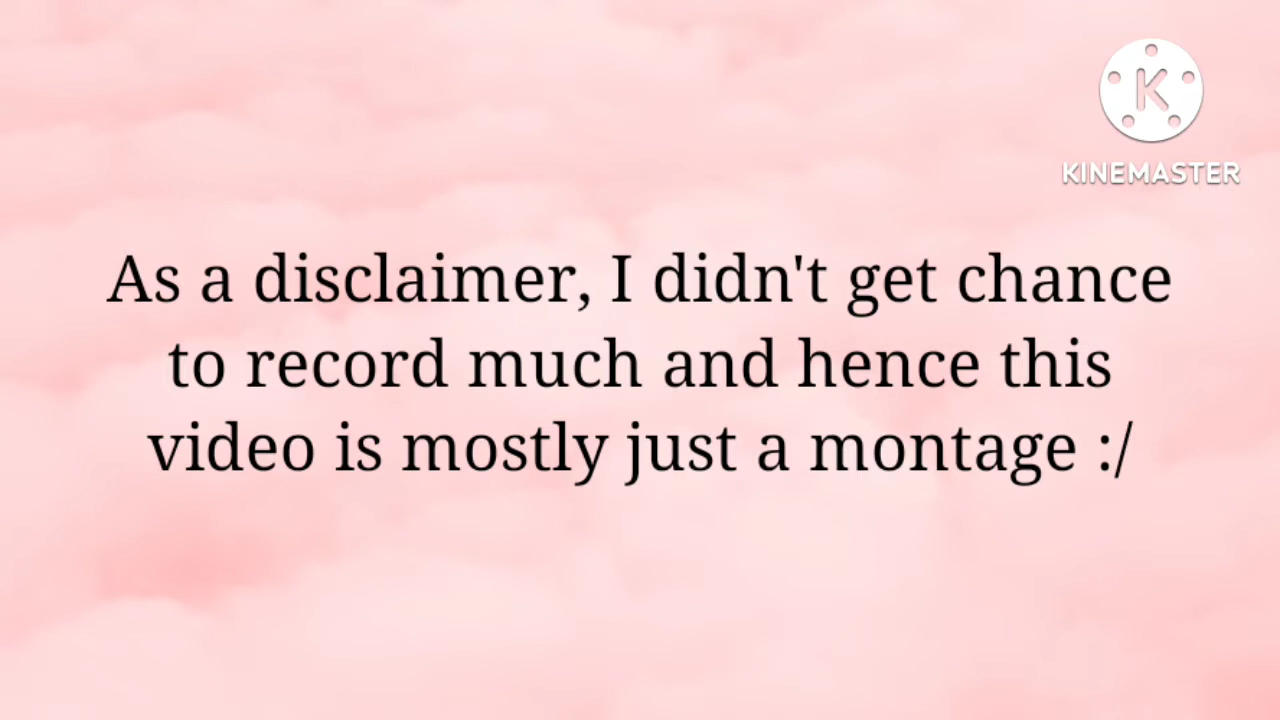 K
KINEMASTER
As a disclaimer, I didn't get chance
to record much and hence this
video is mostly just a montage :/